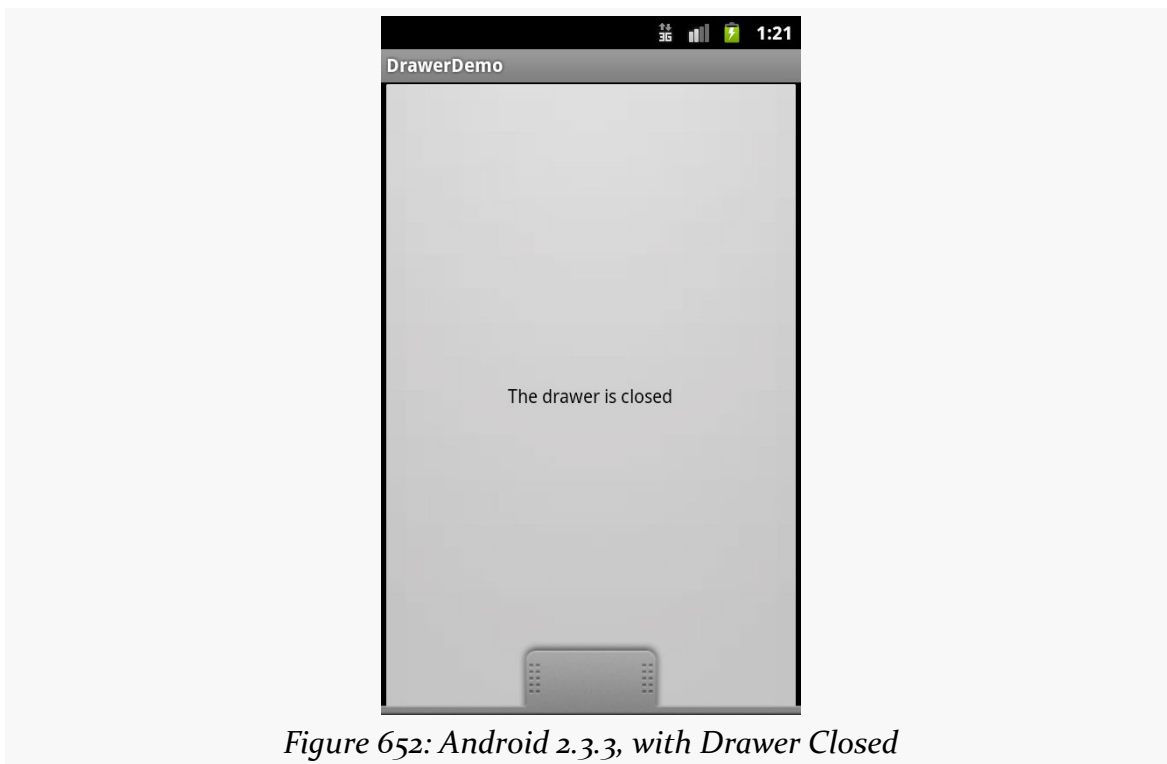 3G 1:21
DrawerDemo
The drawer is closed
Figure 652: Android 2.3.3, with Drawer Closed